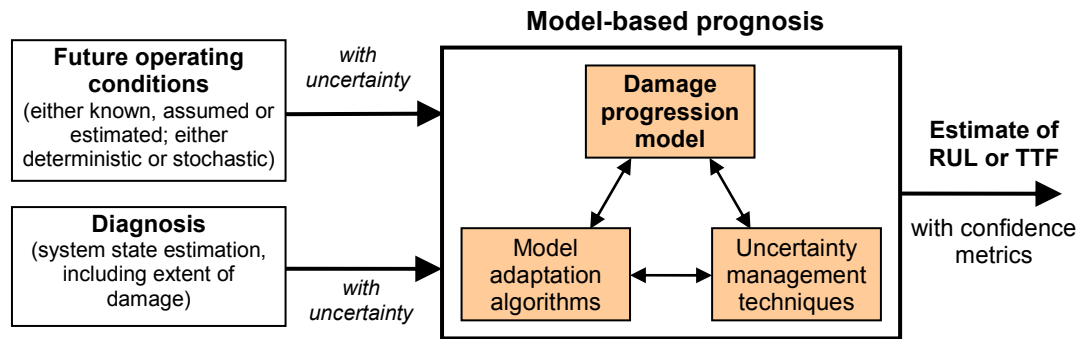 Model-based prognosis
Future operating
conditions
(either known, assumed or
estimated; either
deterministic or stochastic)
with
uncertainty
Diagnosis
(system state estimation,
including extent of
damage)
with
uncertainty
Damage
progression
model
Model
adaptation
algorithms
Uncertainty
management
techniques
Estimate of
RUL or TTF
with confidence
metrics